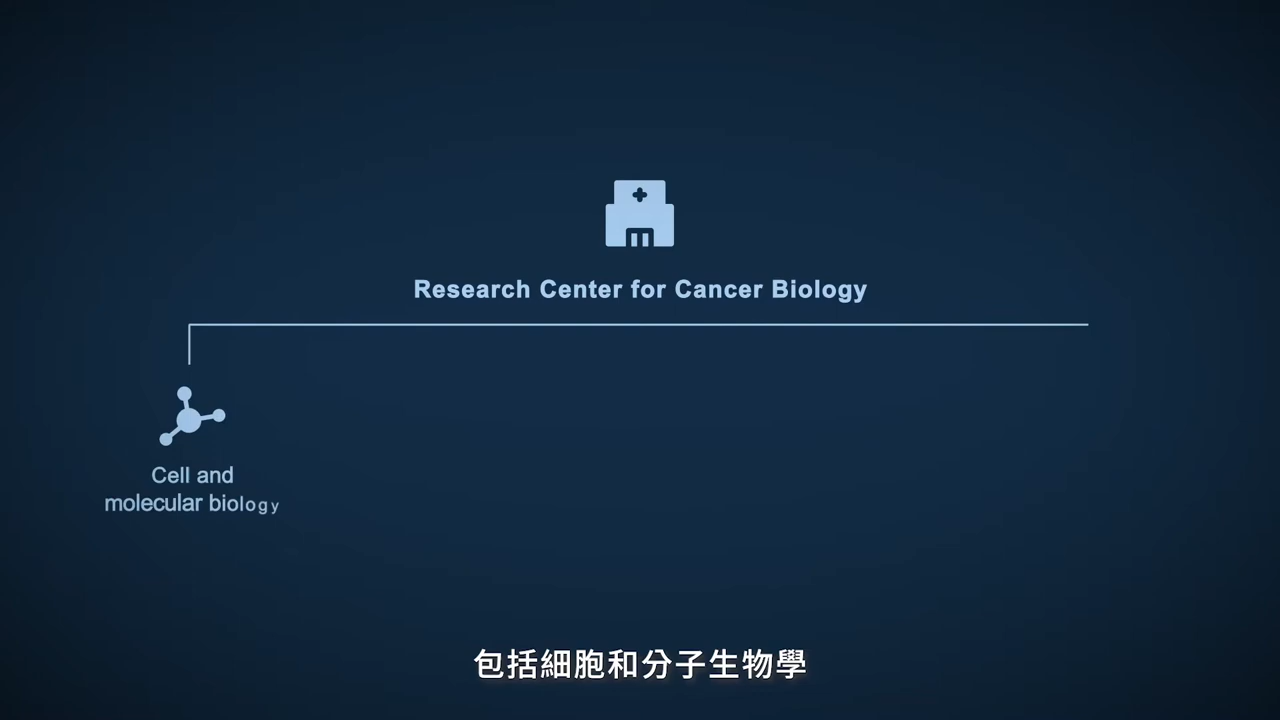 Research Center for Cancer Biology
Cell and
molecular biology
包括細胞和分子生物學